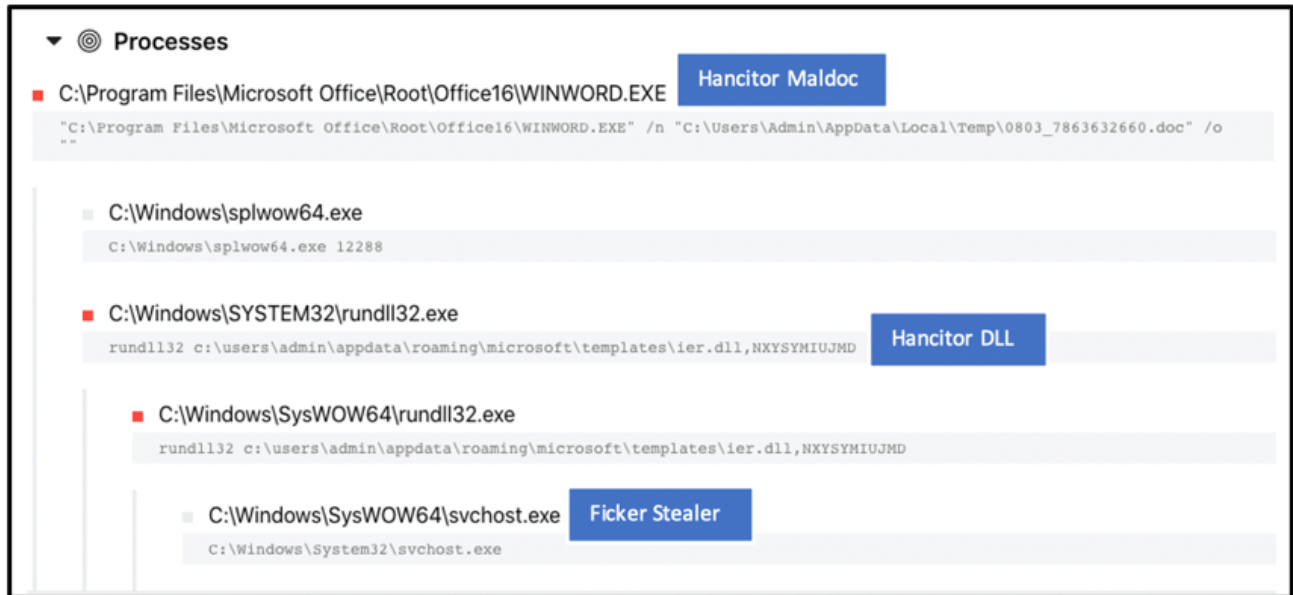 Processes
C:\Program Files\Microsoft Office\Root\Office16\WINWORD.EXE Hancitor Maldoc
"C:\Program Files\Microsoft Office\Root\Office16\WINWORD.EXE" /n "C:\Users\Admin\AppData\Local\Temp\0803_7863632660.doc" /o
""
C:\Windows\splwow64.exe
C:\Windows\splwow64.exe 12288
C:\Windows\SYSTEM32\rundll32.exe
rundll32 c:\users\admin\appdata\roaming\microsoft\templates\ier.dll,NXYSYMIUJMD Hancitor DLL
C:\Windows\SysWOW64\rundll32.exe
rundll32 c:\users\admin\appdata\roaming\microsoft\templates\ier.dll,NXYSYMIUJMD
C:\Windows\SysWOW64\svchost.exe Ficker Stealer
C:\Windows\System32\svchost.exe